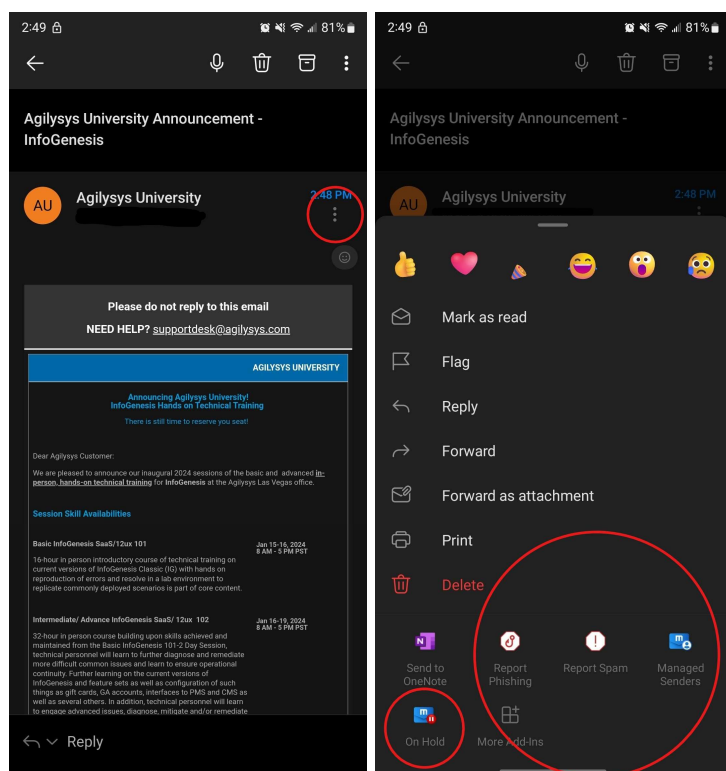 2:49
81%
Agilysys University Announcement -
InfoGenesis
AU
Agilysys University
2:48 PM
Please do not reply to this email
NEED HELP? supportdesk@agilysys.com
AGILYSYS UNIVERSITY
Announcing Agilysys University!
InfoGenesis Hands on Technical Training
There is still time to reserve you seat!
Dear Agilysys Customer:
We are pleased to announce our inaugural 2024 sessions of the basic and advanced in-
person, hands-on technical training for InfoGenesis at the Agilysys Las Vegas office.
Session Skill Availabilities
Basic InfoGenesis SaaS/12ux 101
Jan 15-16, 2024
8 AM - 5 PM PST
16-hour in person introductory course of technical training on
current versions of InfoGenesis Classic (IG) with hands on
reproduction of errors and resolve in a lab environment to
replicate commonly deployed scenarios is part of core content.
Intermediate/ Advance InfoGenesis SaaS/ 12ux 102
Jan 16-19, 2024
8 AM - 5 PM PST
32-hour in person course building upon skills achieved and
maintained from the Basic InfoGenesis 101-2 Day Session,
technical personnel will learn to further diagnose and remediate
more difficult common issues and learn to ensure operational
continuity. Further learning on the current versions of
InfoGenesis and feature sets as well as configuration of such
things as gift cards, GA accounts, interfaces to PMS and CMS as
well as several others. In addition, technical personnel will learn
to engage advanced issues, diagnose, mitigate and/or remediate
Reply
2:49
81%
Agilysys University Announcement -
InfoGenesis
AU
Agilysys University
2:48 PM
Mark as read
Flag
Reply
Forward
Forward as attachment
Print
Delete
Send to
OneNote
Report
Phishing
Report Spam
Managed
Senders
On Hold
More Add-Ins